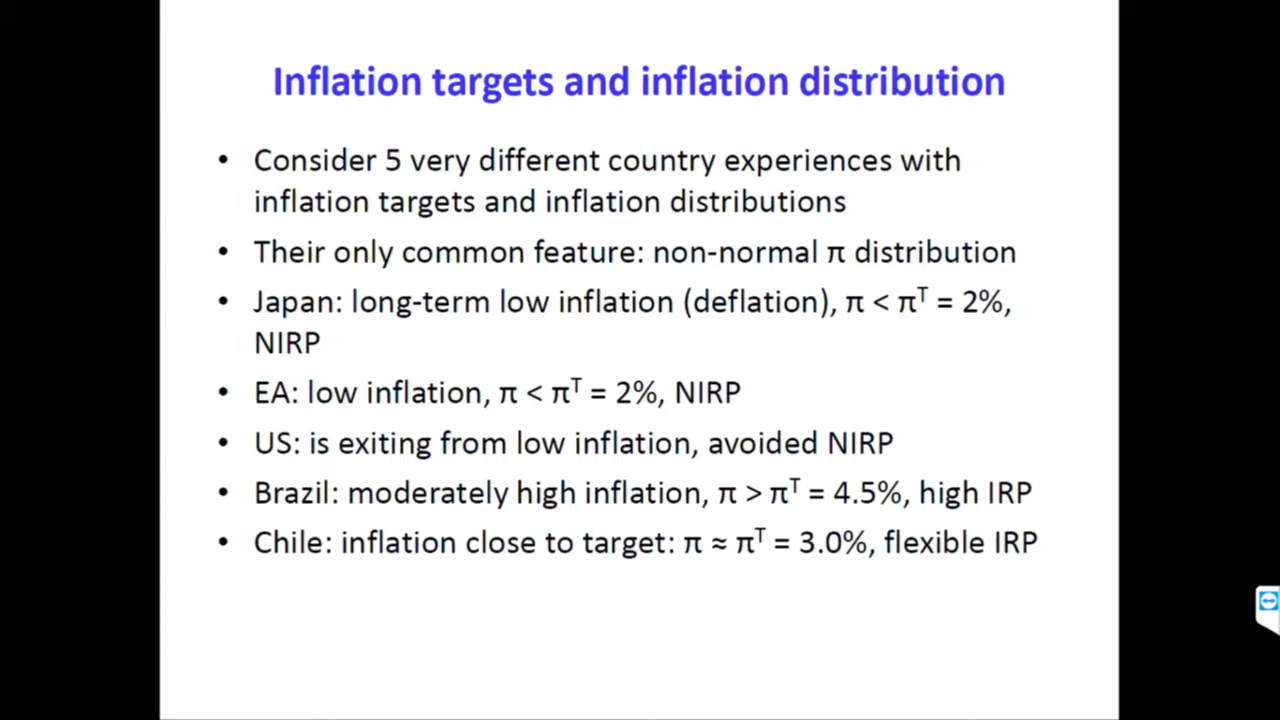 Inflation targets and inflation distribution
• Consider 5 very different country experiences with
inflation targets and inflation distributions
• Their only common feature: non-normal π distribution
• Japan: long-term low inflation (deflation), π < πᵀ = 2%,
NIRP
• EA: low inflation, π < πᵀ = 2%, NIRP
• US: is exiting from low inflation, avoided NIRP
• Brazil: moderately high inflation, π > πᵀ = 4.5%, high IRP
• Chile: inflation close to target: π ≈ πᵀ = 3.0%, flexible IRP